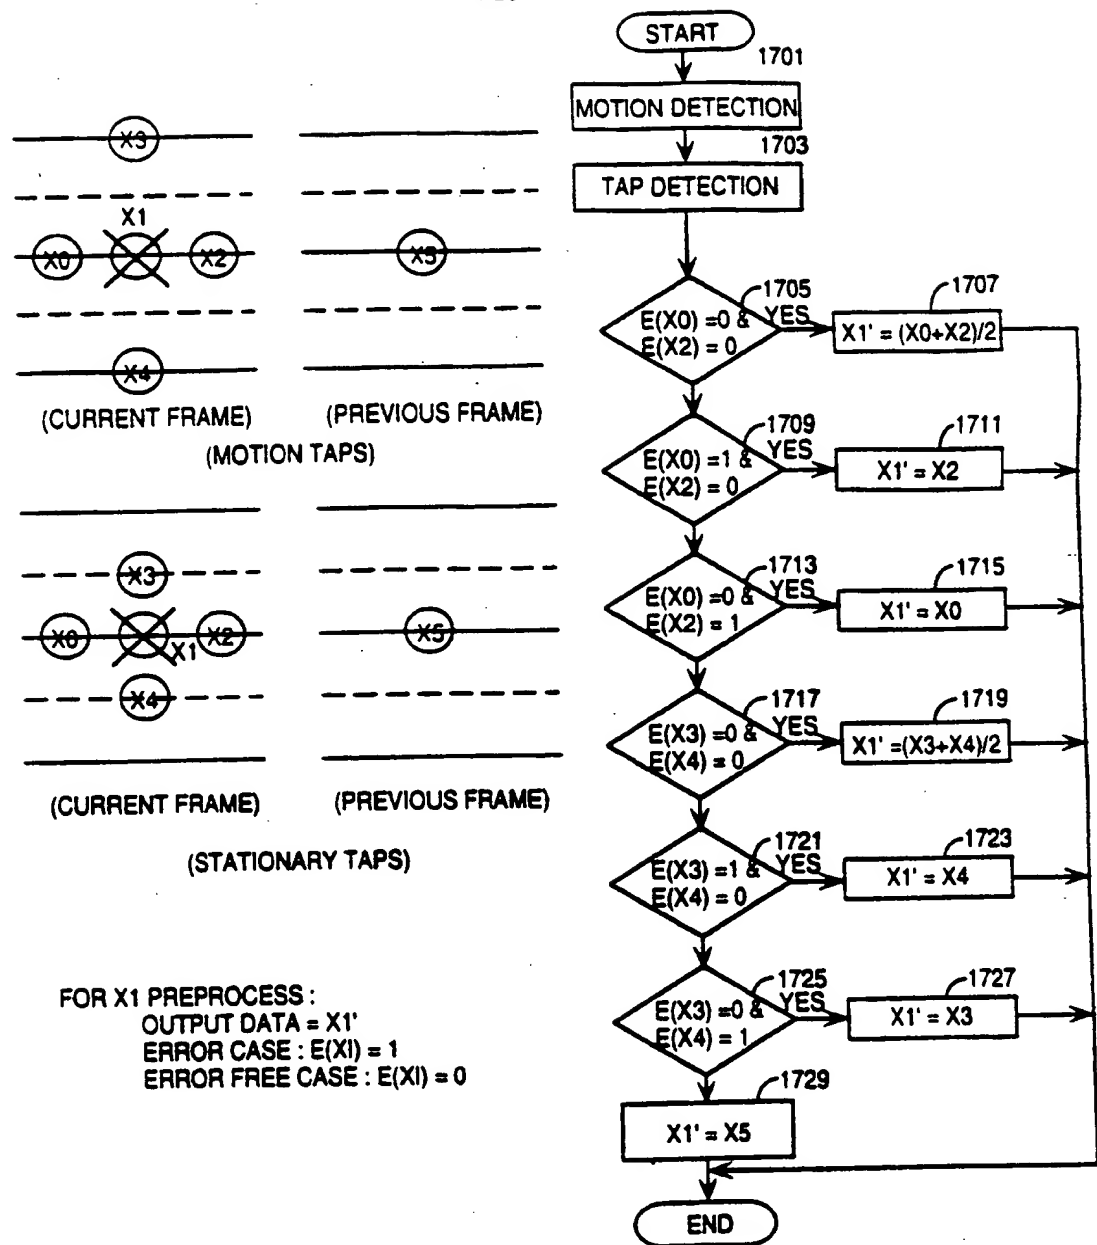 START
1701
MOTION DETECTION
1703
TAP DETECTION
X3
X1
X0
X2
X5
X4
(CURRENT FRAME)
(PREVIOUS FRAME)
(MOTION TAPS)
X3
X0
X2
X1
X5
X4
(CURRENT FRAME)
(PREVIOUS FRAME)
(STATIONARY TAPS)
FOR X1 PREPROCESS :
OUTPUT DATA = X1'
ERROR CASE : E(XI) = 1
ERROR FREE CASE : E(XI) = 0
1705
E(X0) =0 &
E(X2) = 0
YES
1707
X1' = (X0+X2)/2
1709
E(X0) =1 &
E(X2) = 0
YES
1711
X1' = X2
1713
E(X0) =0 &
E(X2) = 1
YES
1715
X1' = X0
1717
E(X3) =0 &
E(X4) = 0
YES
1719
X1' =(X3+X4)/2
1721
E(X3) =1 &
E(X4) = 0
YES
1723
X1' = X4
1725
E(X3) =0 &
E(X4) = 1
YES
1727
X1' = X3
1729
X1' = X5
END